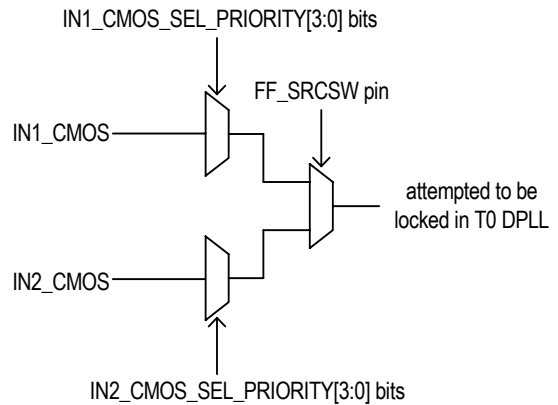 IN1_CMOS_SEL_PRIORITY[3:0] bits
FF_SRCSW pin
IN1_CMOS
attempted to be
locked in T0 DPLL
IN2_CMOS
IN2_CMOS_SEL_PRIORITY[3:0] bits